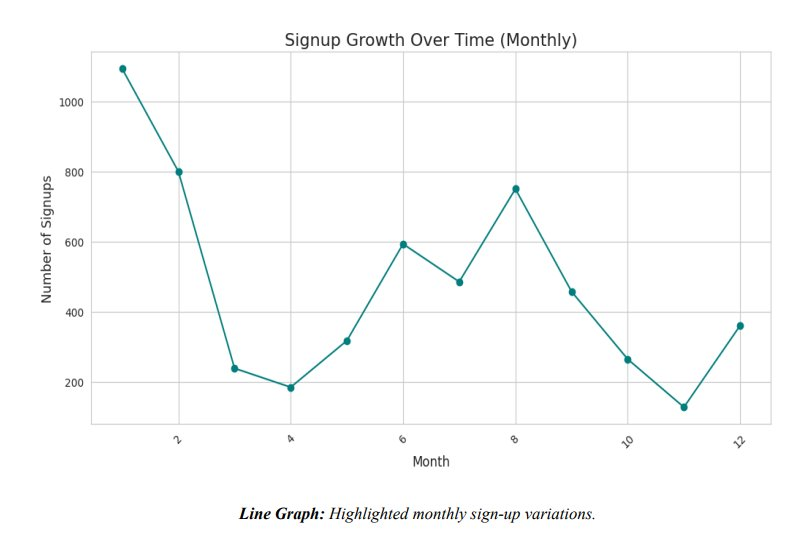 Signup Growth Over Time (Monthly)
Number of Signups
1000
800
600
400
200
2
4
6
8
10
12
Month
Line Graph: Highlighted monthly sign-up variations.